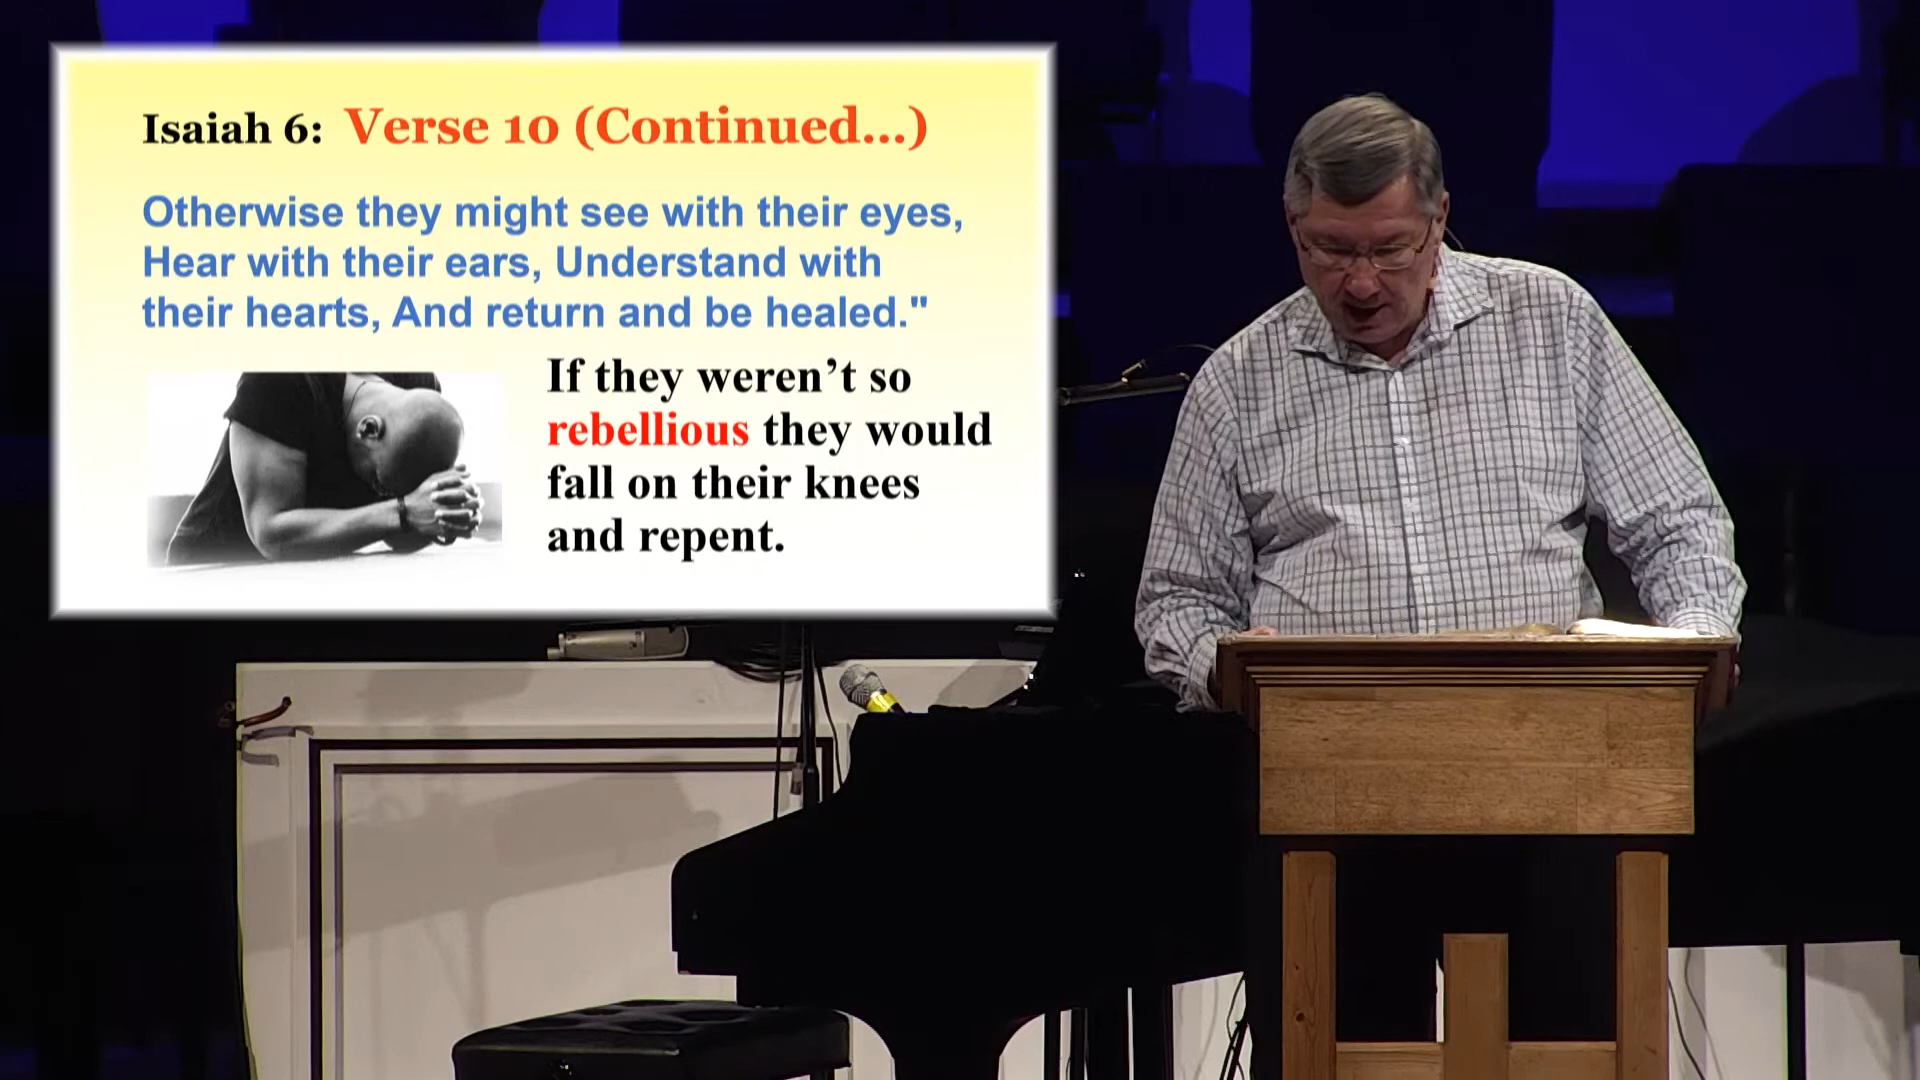 Isaiah 6: Verse 10 (Continued...)
Otherwise they might see with their eyes,
Hear with their ears, Understand with
their hearts, And return and be healed."
If they weren’t so
rebellious they would
fall on their knees
and repent.